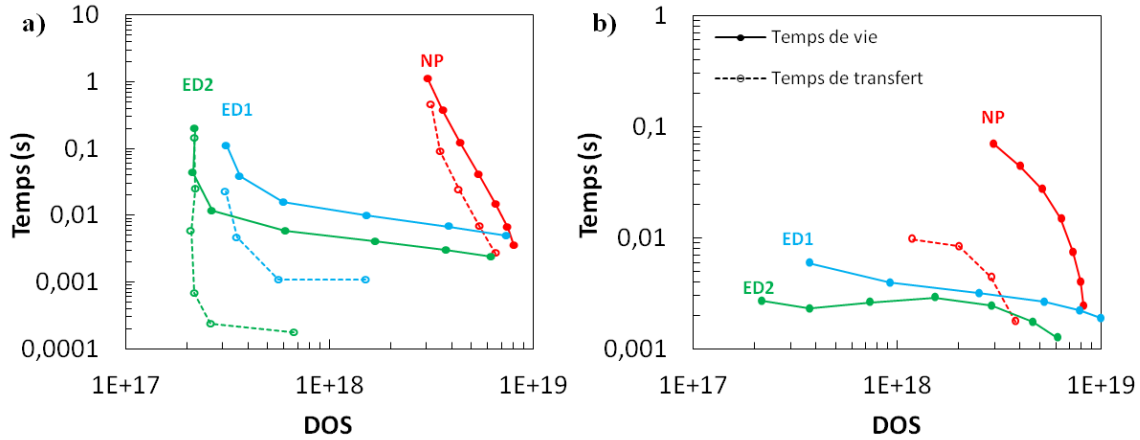 a)
10
1
0,1
0,01
0,001
0,0001
Temps (s)
ED2
ED1
NP
1E+17
1E+18
1E+19
DOS
b)
1
0,1
0,01
0,001
Temps (s)
Temps de vie
Temps de transfert
NP
ED1
ED2
1E+17
1E+18
1E+19
DOS